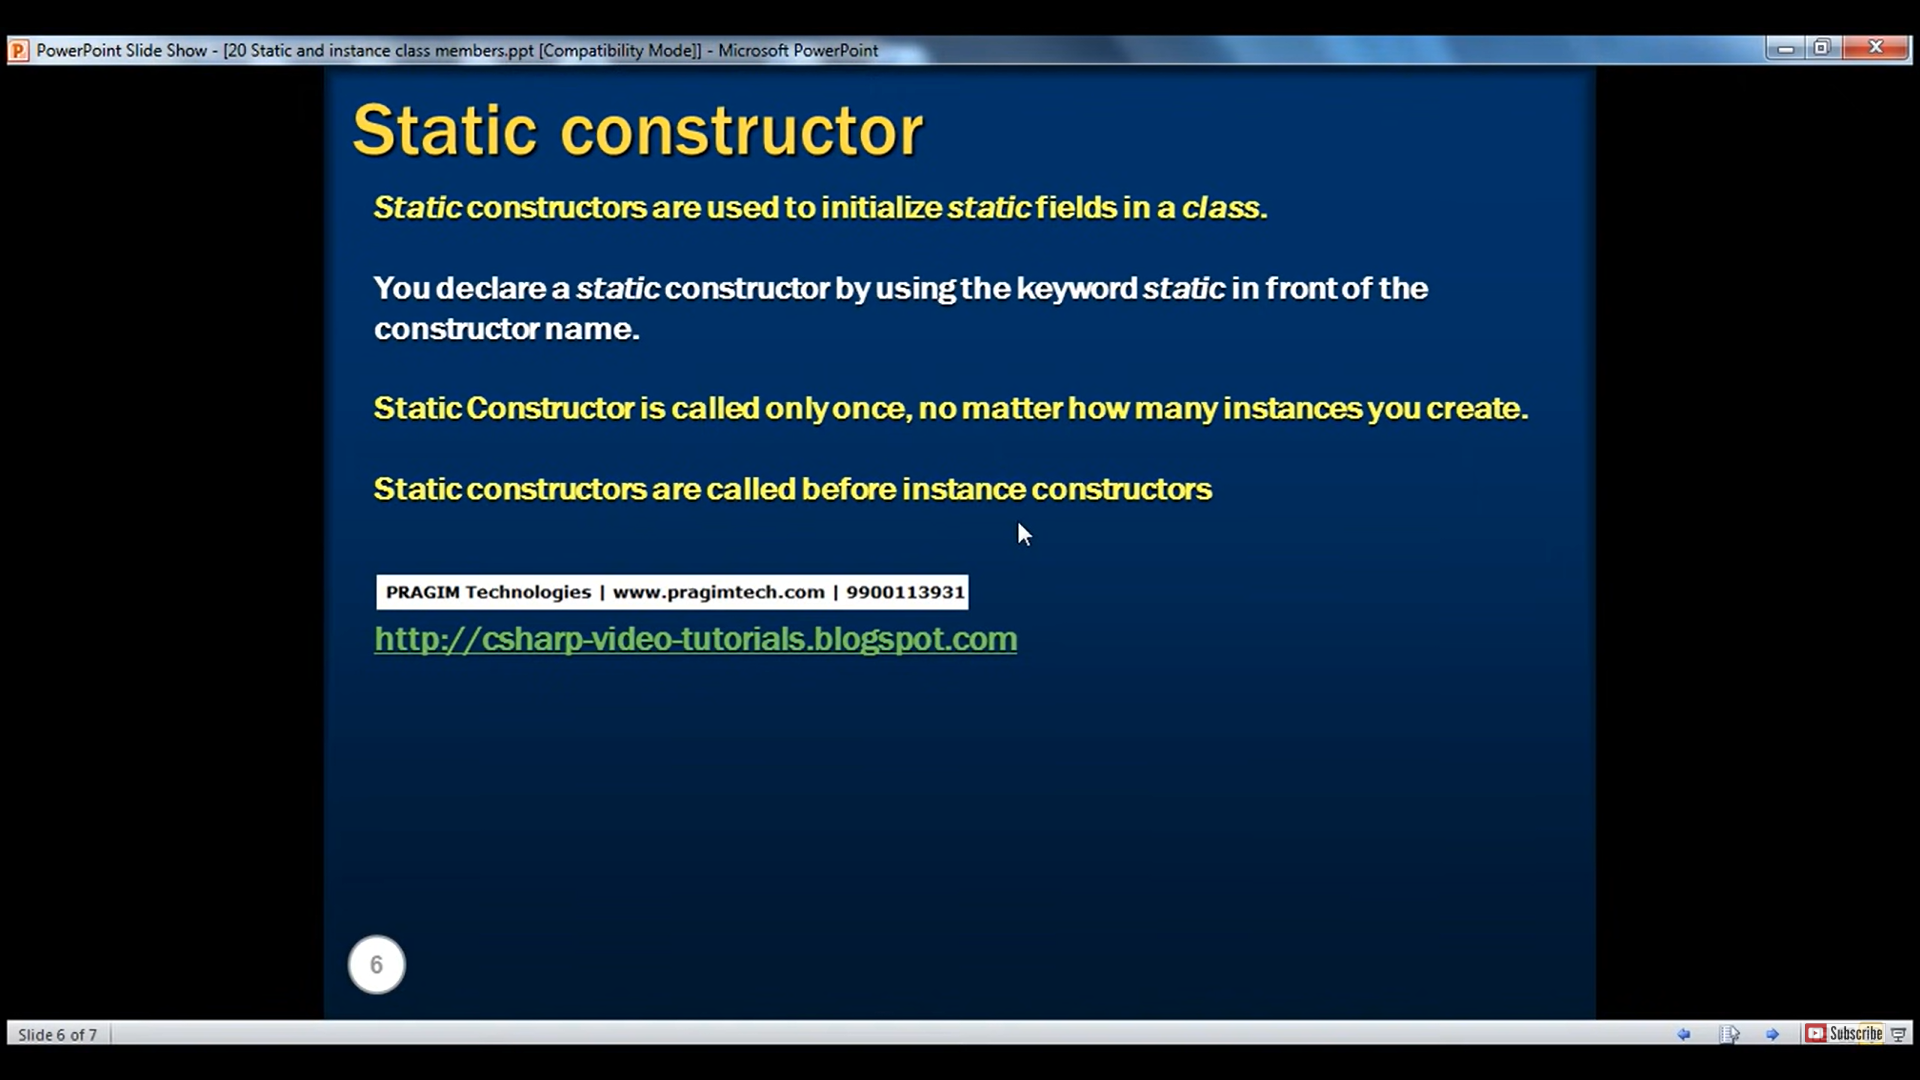 PowerPoint Slide Show - [20 Static and instance class members.ppt [Compatibility Mode]] - Microsoft PowerPoint
Static constructor
Static constructors are used to initialize static fields in a class.
You declare a static constructor by using the keyword static in front of the
constructor name.
Static Constructor is called only once, no matter how many instances you create.
Static constructors are called before instance constructors
PRAGIM Technologies | www.pragimtech.com | 9900113931
http://csharp-video-tutorials.blogspot.com
6
Slide 6 of 7
Subscribe